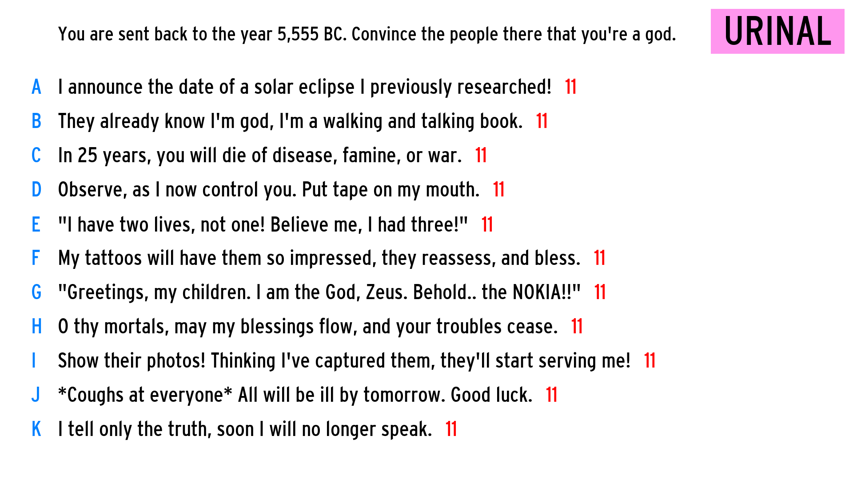 You are sent back to the year 5,555 BC. Convince the people there that you're a god.
URINAL
A I announce the date of a solar eclipse I previously researched! 11
B They already know I'm god, I'm a walking and talking book. 11
C In 25 years, you will die of disease, famine, or war. 11
D Observe, as I now control you. Put tape on my mouth. 11
E "I have two lives, not one! Believe me, I had three!" 11
F My tattoos will have them so impressed, they reassess, and bless. 11
G "Greetings, my children. I am the God, Zeus. Behold.. the NOKIA!!" 11
H O thy mortals, may my blessings flow, and your troubles cease. 11
I Show their photos! Thinking I've captured them, they'll start serving me! 11
J *Coughs at everyone* All will be ill by tomorrow. Good luck. 11
K I tell only the truth, soon I will no longer speak. 11